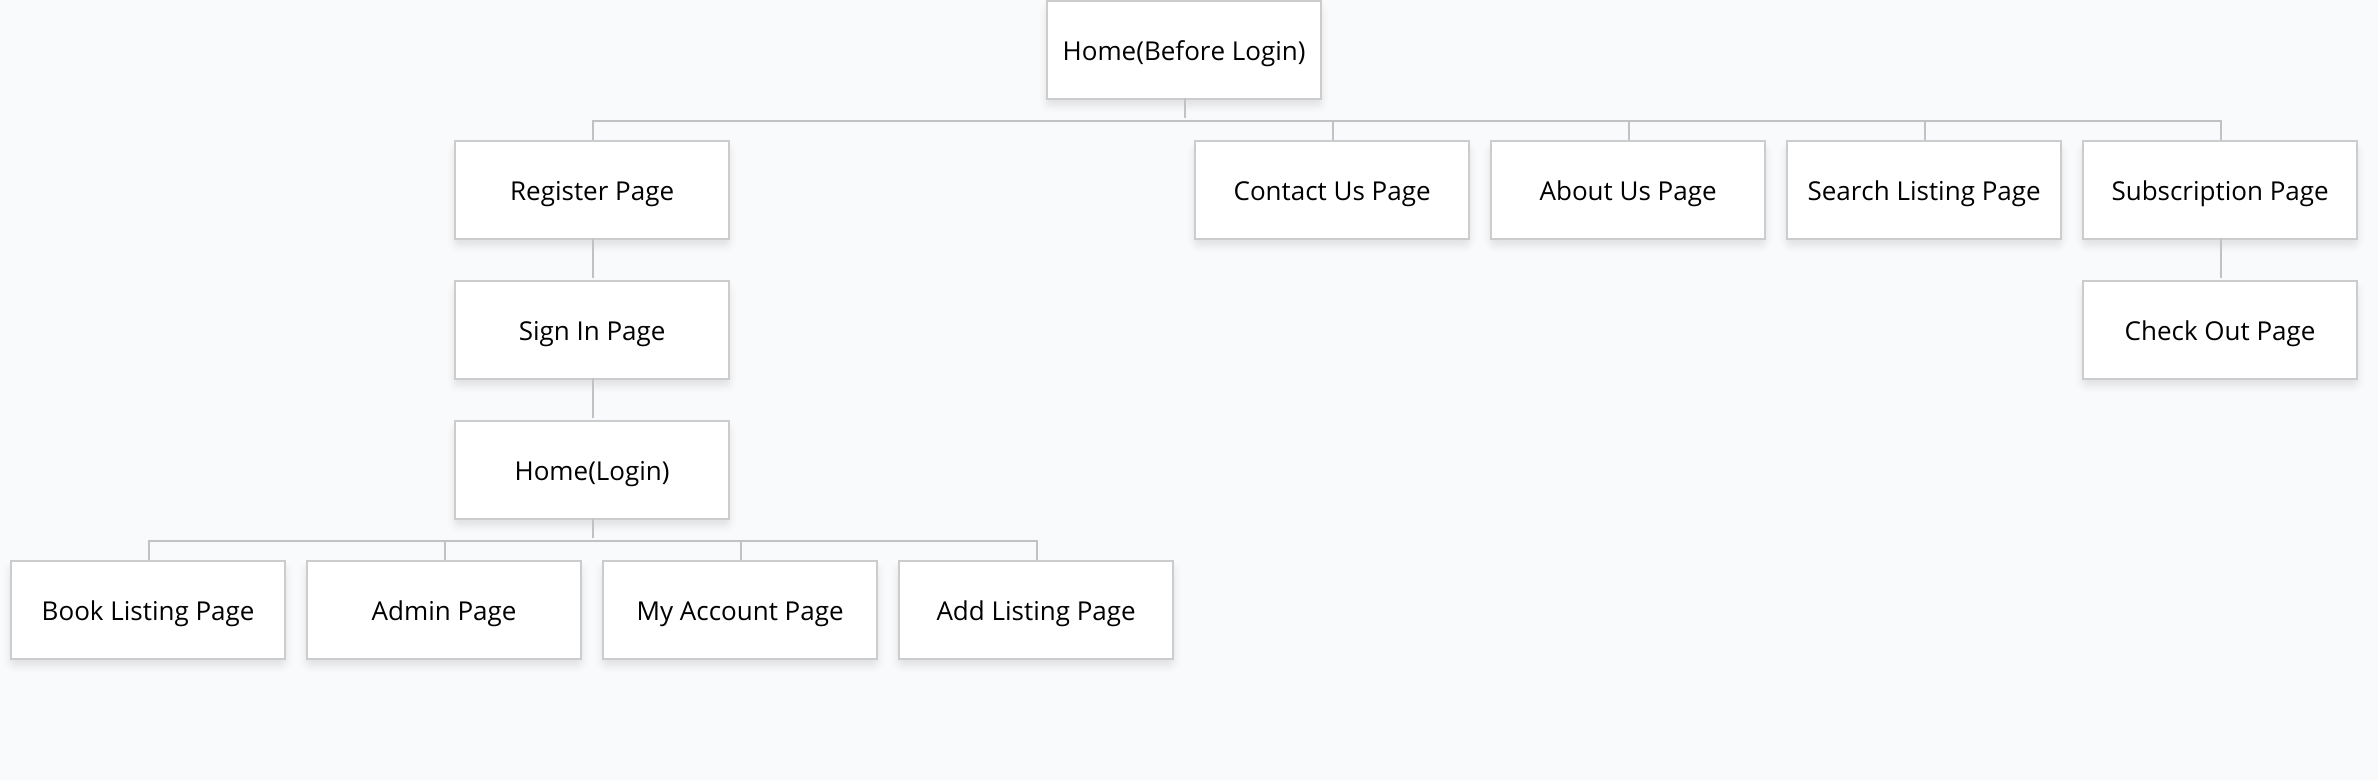 Home(Before Login)
Register Page
Contact Us Page
About Us Page
Search Listing Page
Subscription Page
Sign In Page
Check Out Page
Home(Login)
Book Listing Page
Admin Page
My Account Page
Add Listing Page